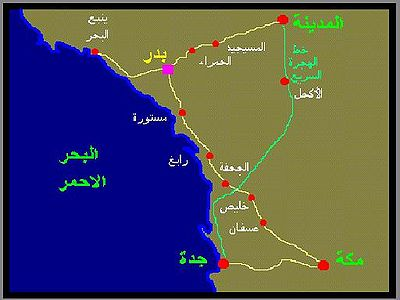 المدينة
ينبع
البحر
المسيجيد
الحمراء
بدر
خط
الهجرة
السريع
الأكحل
مستورة
رابغ
الجحفة
خليص
عسفان
البحر
الاحمر
جدة
مكة